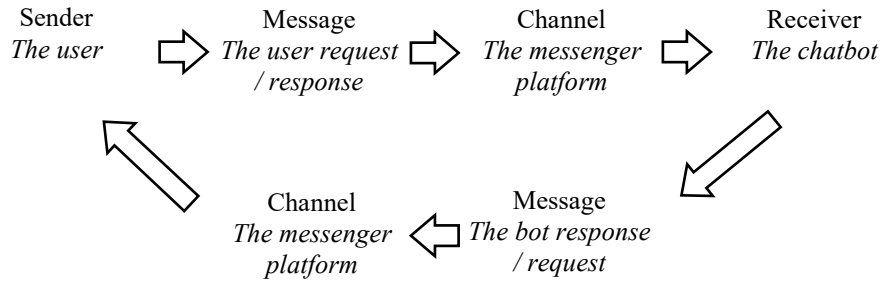 Sender
The user
Message
The user request
/ response
Channel
The messenger
platform
Receiver
The chatbot
Channel
The messenger
platform
Message
The bot response
/ request